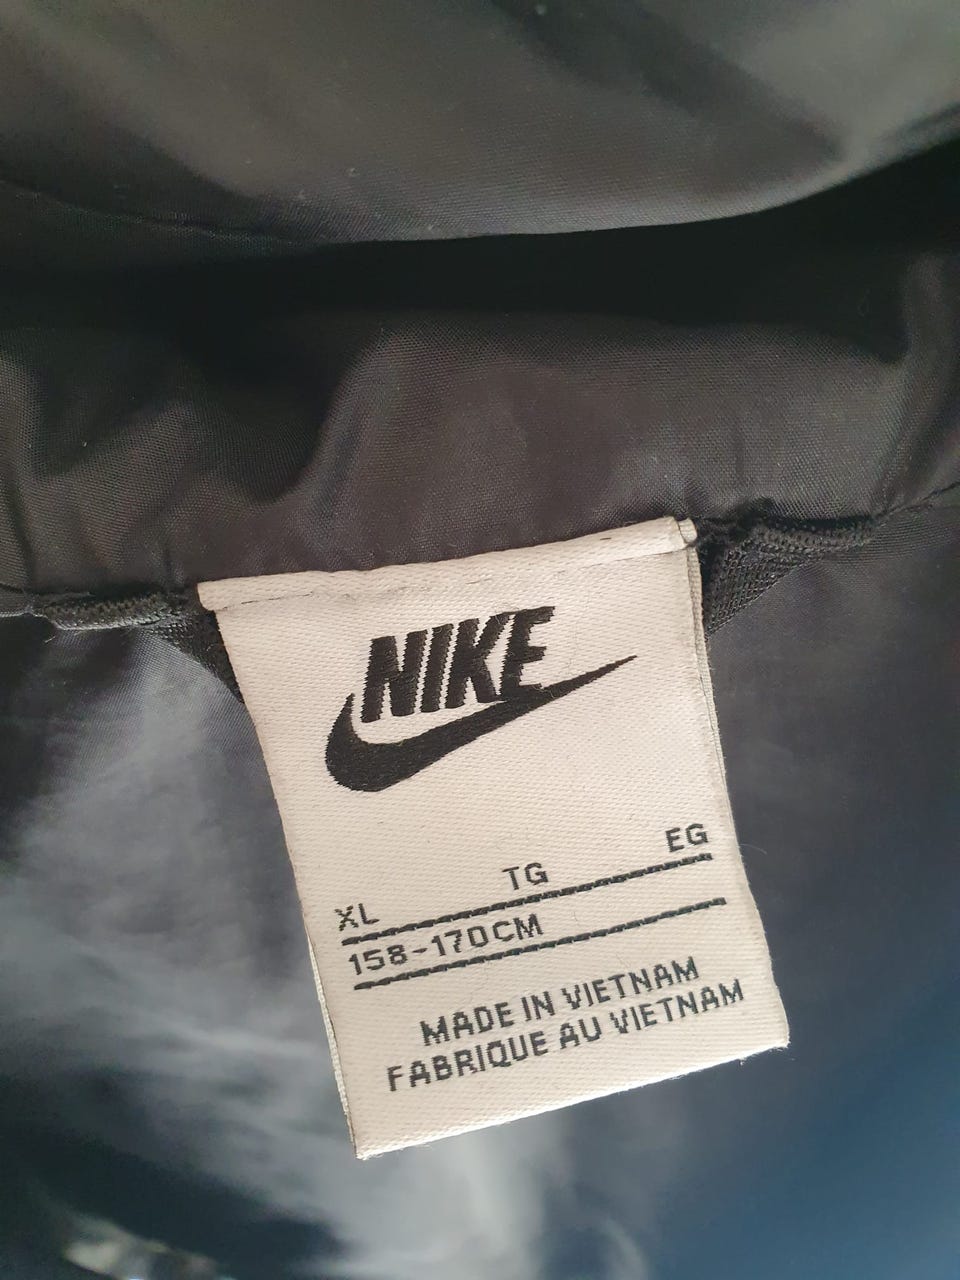 NIKE
XL TG EG
158-170CM
MADE IN VIETNAM
FABRIQUE AU VIETNAM